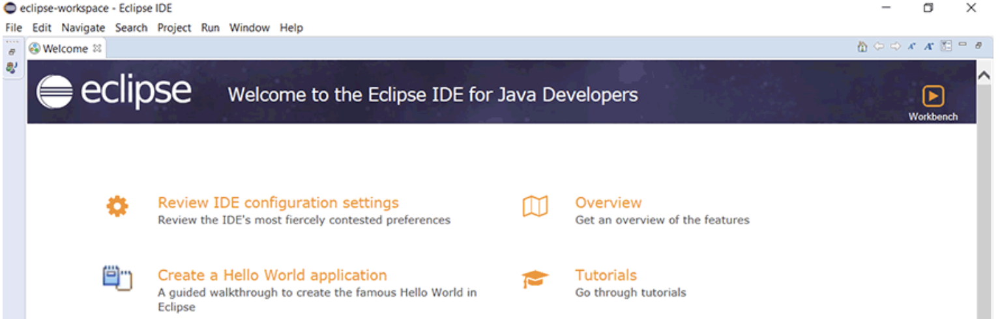 eclipse-workspace - Eclipse IDE
File Edit Navigate Search Project Run Window Help
Welcome
eclipse
Welcome to the Eclipse IDE for Java Developers
Workbench
Review IDE configuration settings
Review the IDE's most fiercely contested preferences
Overview
Get an overview of the features
Create a Hello World application
A guided walkthrough to create the famous Hello World in
Eclipse
Tutorials
Go through tutorials